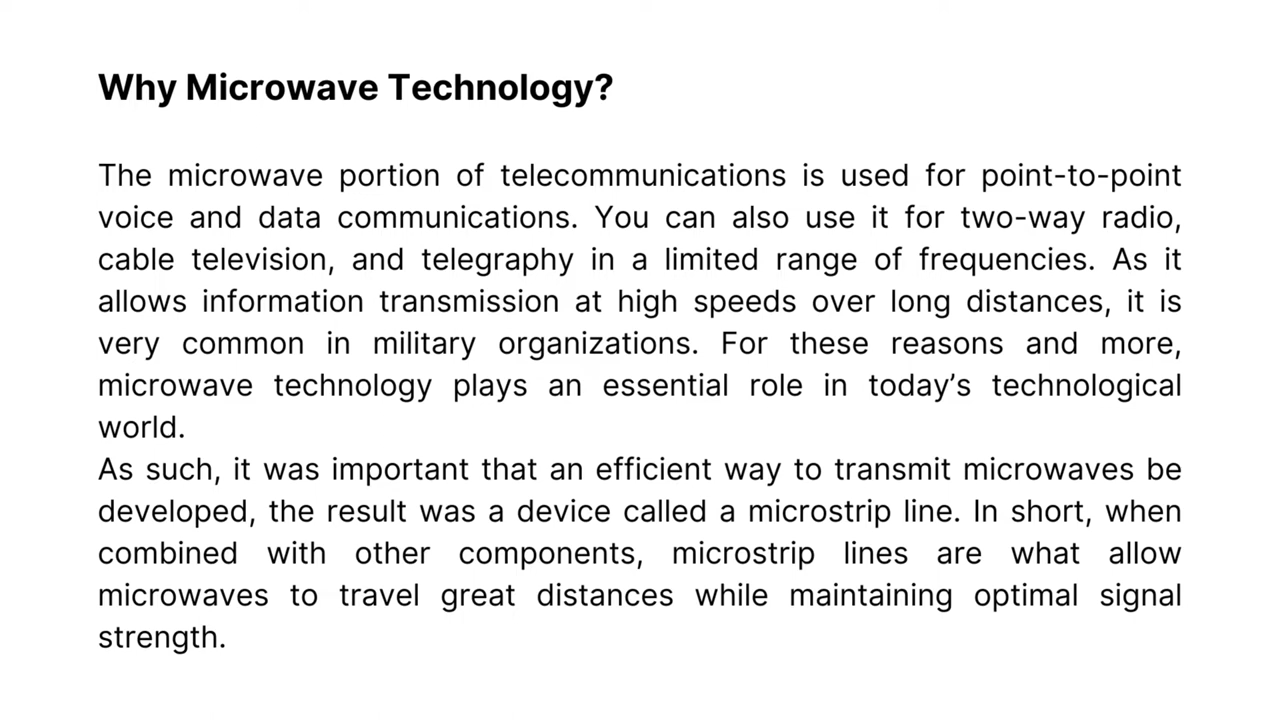 Why Microwave Technology?
The microwave portion of telecommunications is used for point-to-point
voice and data communications. You can also use it for two-way radio,
cable television, and telegraphy in a limited range of frequencies. As it
allows information transmission at high speeds over long distances, it is
very common in military organizations. For these reasons and more,
microwave technology plays an essential role in today’s technological
world.
As such, it was important that an efficient way to transmit microwaves be
developed, the result was a device called a microstrip line. In short, when
combined with other components, microstrip lines are what allow
microwaves to travel great distances while maintaining optimal signal
strength.